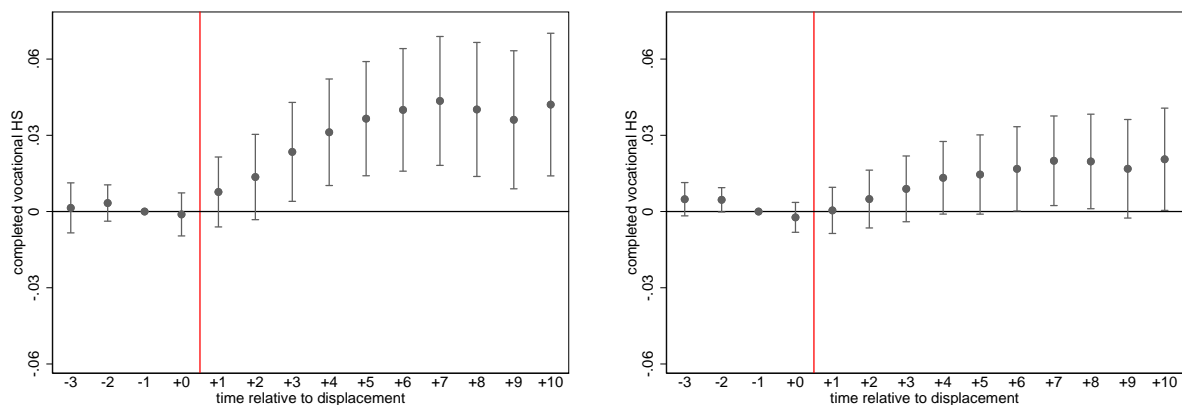 completed vocational HS
.06
.03
0
-.03
-.06
-3 -2 -1 +0 +1 +2 +3 +4 +5 +6 +7 +8 +9 +10
time relative to displacement
completed vocational HS
.06
.03
0
-.03
-.06
-3 -2 -1 +0 +1 +2 +3 +4 +5 +6 +7 +8 +9 +10
time relative to displacement